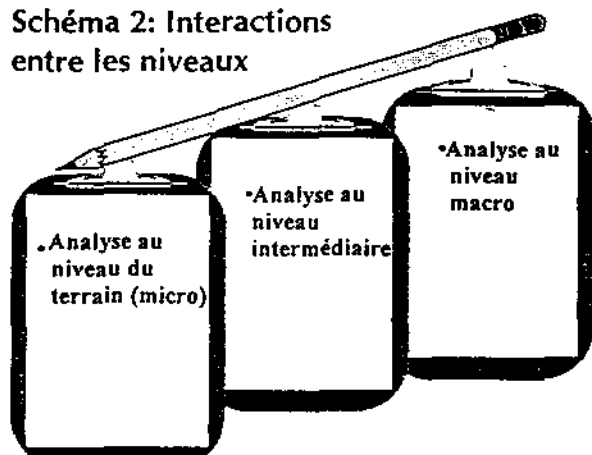 Schéma 2: Interactions
entre les niveaux
•Analyse au
niveau du
terrain (micro)
•Analyse au
niveau
intermédiaire
•Analyse au
niveau
macro